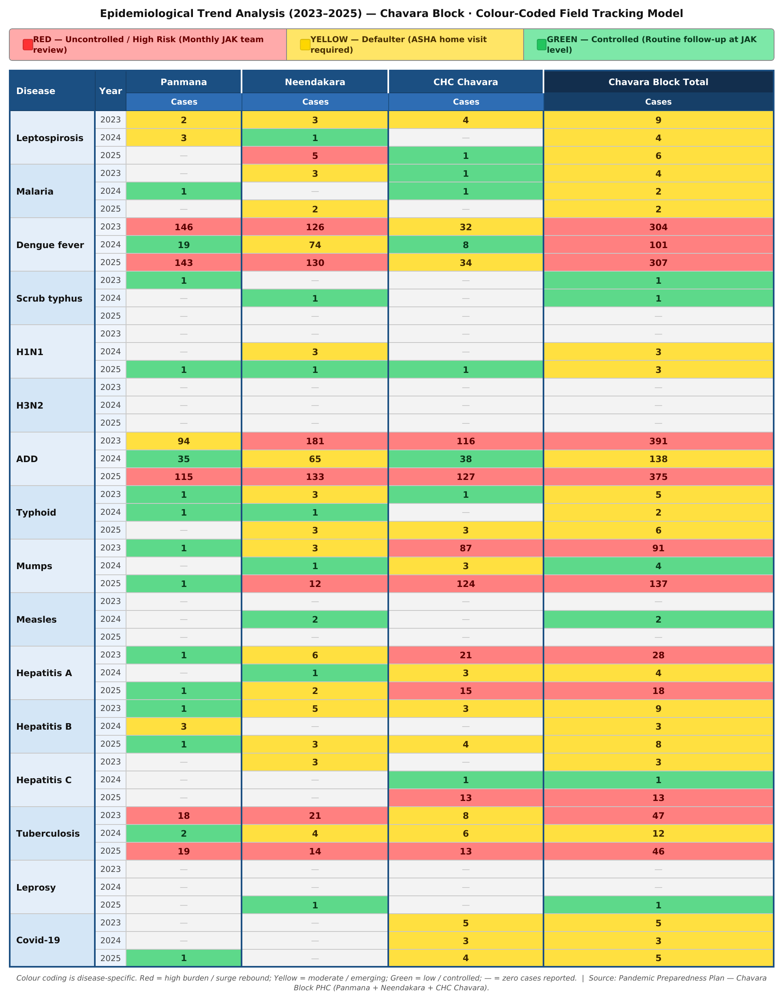 Epidemiological Trend Analysis (2023–2025) — Chavara Block · Colour-Coded Field Tracking Model
RED — Uncontrolled / High Risk (Monthly JAK team
review)
YELLOW — Defaulter (ASHA home visit
required)
GREEN — Controlled (Routine follow-up at JAK
level)
Disease Year Panmana Neendakara CHC Chavara Chavara Block Total
Cases Cases Cases Cases
Leptospirosis
2023 2 3 4 9
2024 3 1 — 4
2025 — 5 1 6
Malaria
2023 — 3 1 4
2024 1 — 1 2
2025 — 2 — 2
Dengue fever
2023 146 126 32 304
2024 19 74 8 101
2025 143 130 34 307
Scrub typhus
2023 1 — — 1
2024 — 1 — 1
2025 — — — —
H1N1
2023 — — — —
2024 — 3 — 3
2025 1 1 1 3
H3N2
2023 — — — —
2024 — — — —
2025 — — — —
ADD
2023 94 181 116 391
2024 35 65 38 138
2025 115 133 127 375
Typhoid
2023 1 3 1 5
2024 1 1 — 2
2025 — 3 3 6
Mumps
2023 1 3 87 91
2024 — 1 3 4
2025 1 12 124 137
Measles
2023 — — — —
2024 — 2 — 2
2025 — — — —
Hepatitis A
2023 1 6 21 28
2024 — 1 3 4
2025 1 2 15 18
Hepatitis B
2023 1 5 3 9
2024 3 — — 3
2025 1 3 4 8
Hepatitis C
2023 — 3 — 3
2024 — — 1 1
2025 — — 13 13
Tuberculosis
2023 18 21 8 47
2024 2 4 6 12
2025 19 14 13 46
Leprosy
2023 — — — —
2024 — — — —
2025 — 1 — 1
Covid-19
2023 — — 5 5
2024 — — 3 3
2025 1 — 4 5
Colour coding is disease-specific. Red = high burden / surge rebound; Yellow = moderate / emerging; Green = low / controlled; — = zero cases reported. | Source: Pandemic Preparedness Plan — Chavara
Block PHC (Panmana + Neendakara + CHC Chavara).